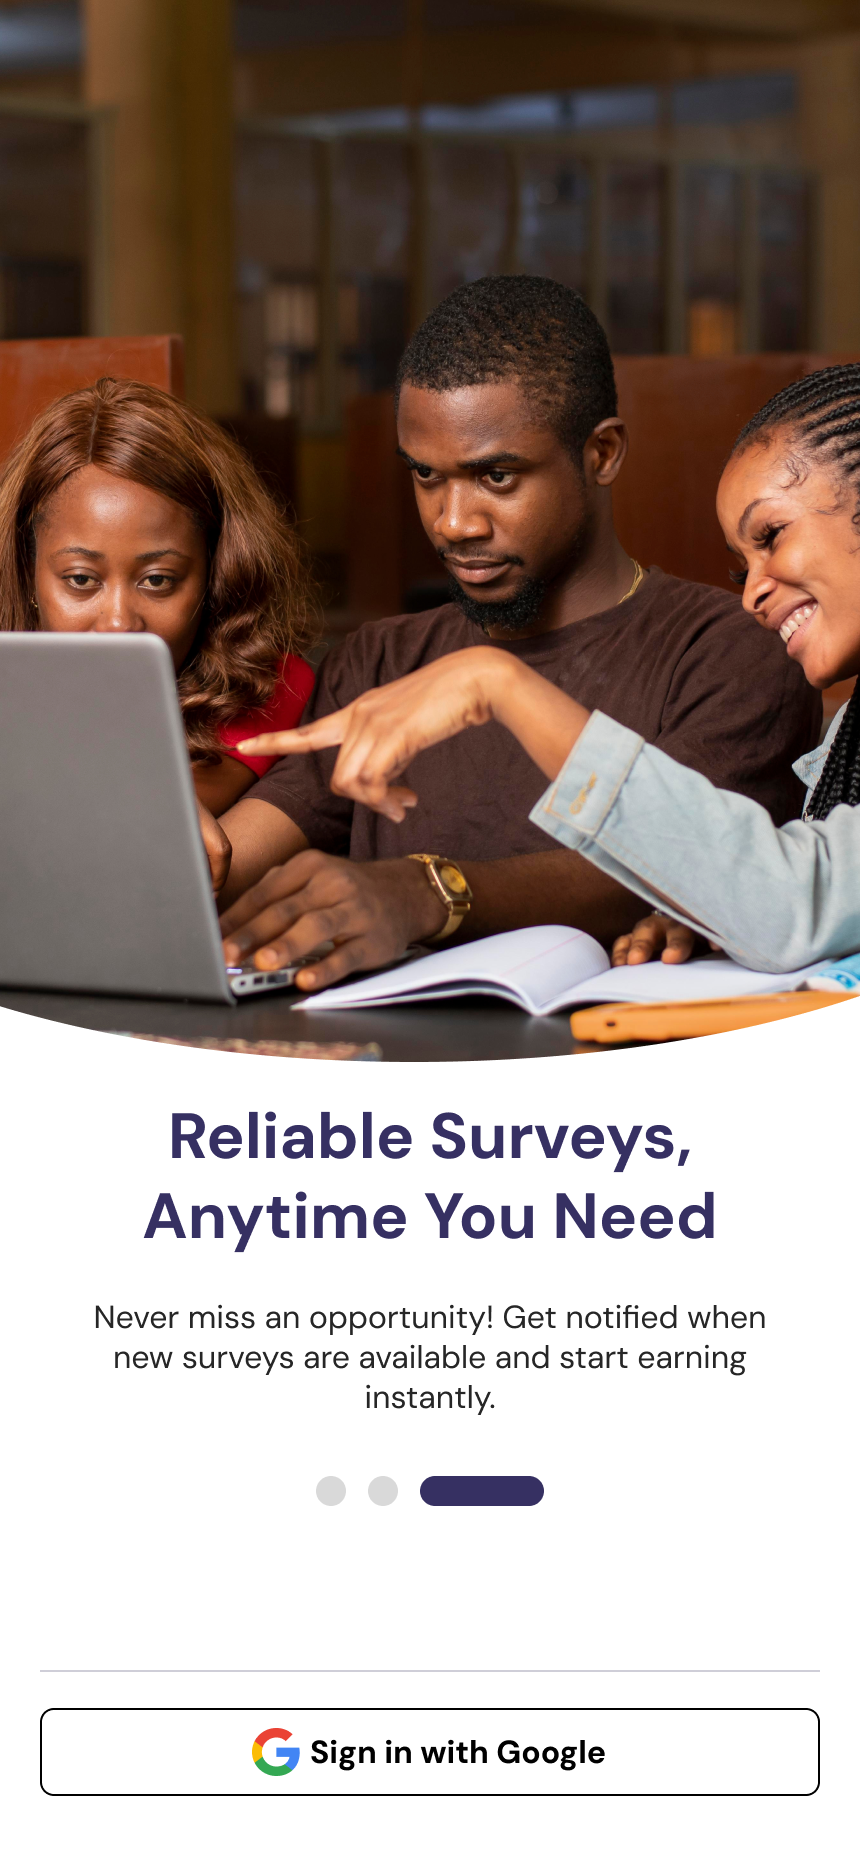 Reliable Surveys,
Anytime You Need
Never miss an opportunity! Get notified when
new surveys are available and start earning
instantly.
Sign in with Google